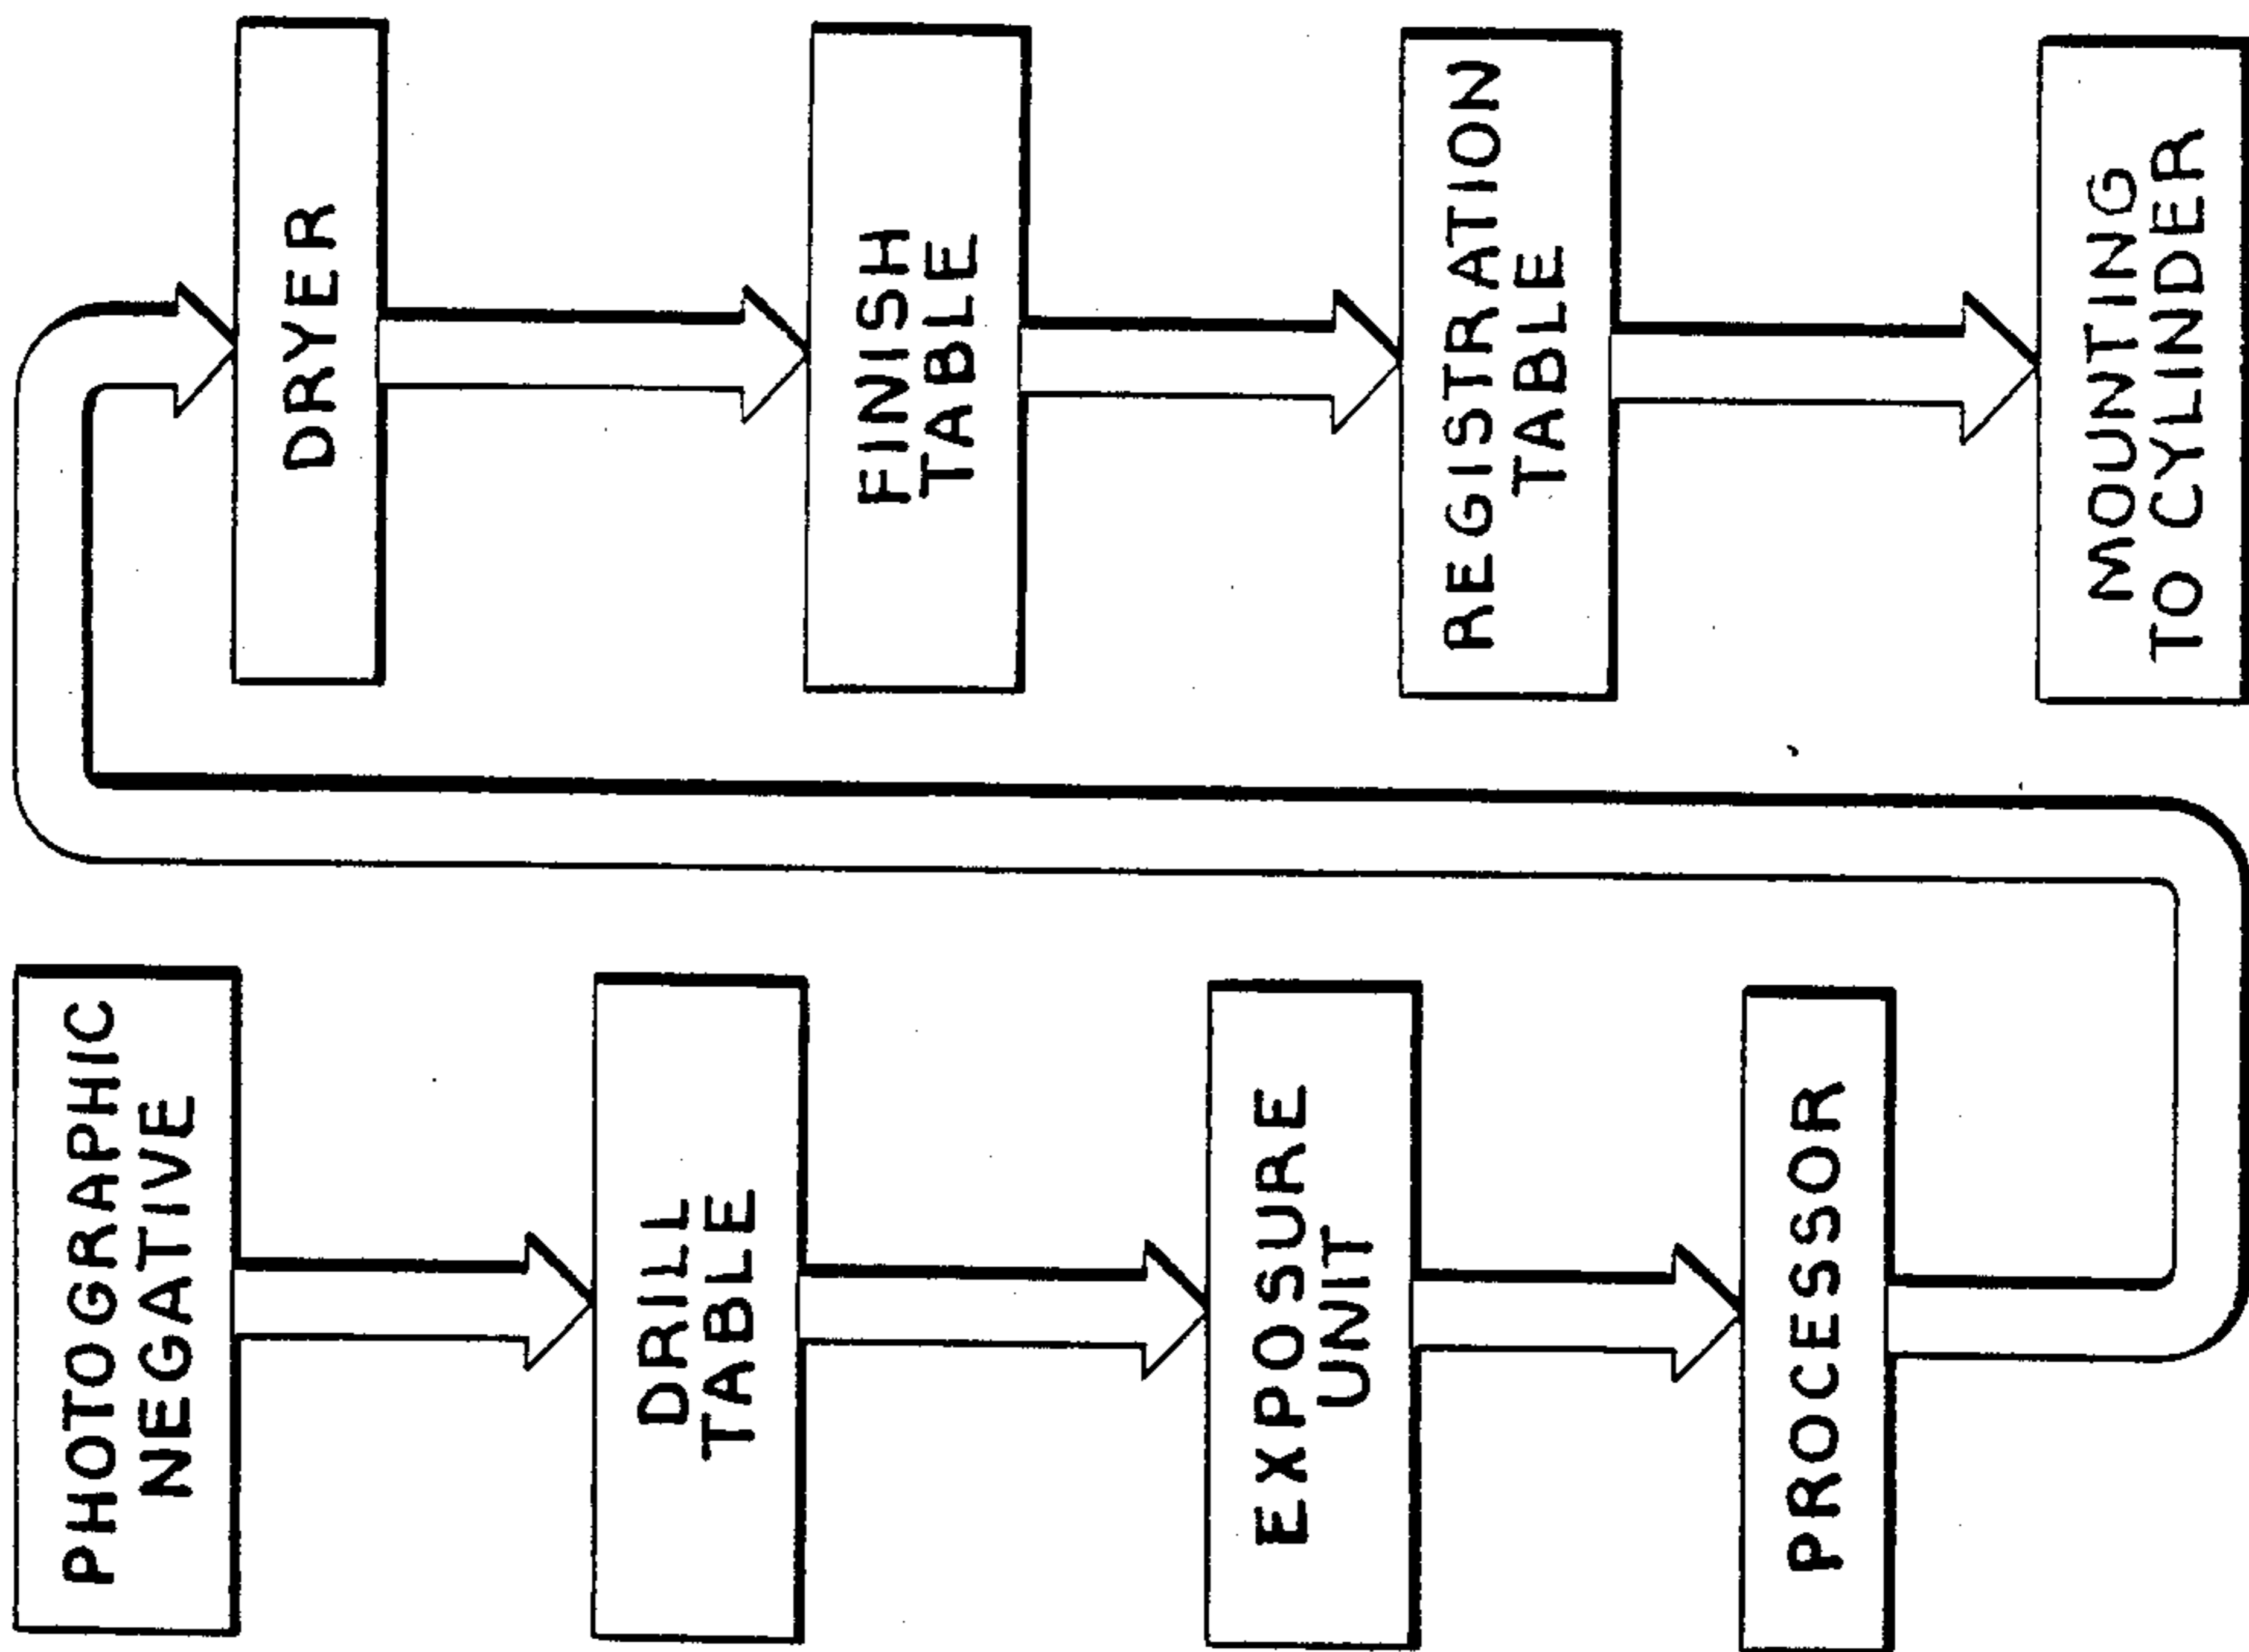 PHOTOGRAPHIC
NEGATIVE
DRILL
TABLE
EXPOSURE
UNIT
PROCESSOR
DRYER
FINISH
TABLE
REGISTRATION
TABLE
MOUNTING
TO CYLINDER